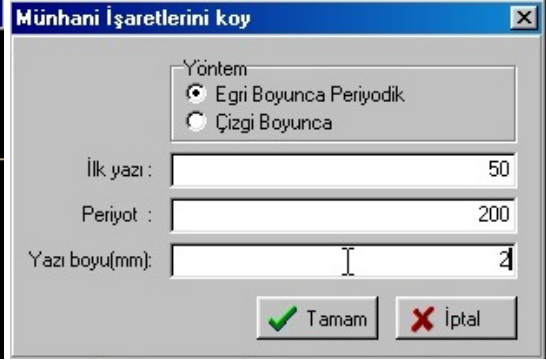 Münhani İşaretlerini koy
Yöntem
Egri Boyunca Periyodik
Çizgi Boyunca
İlk yazı : 50
Periyot : 200
Yazı boyu(mm): 2
Tamam İptal